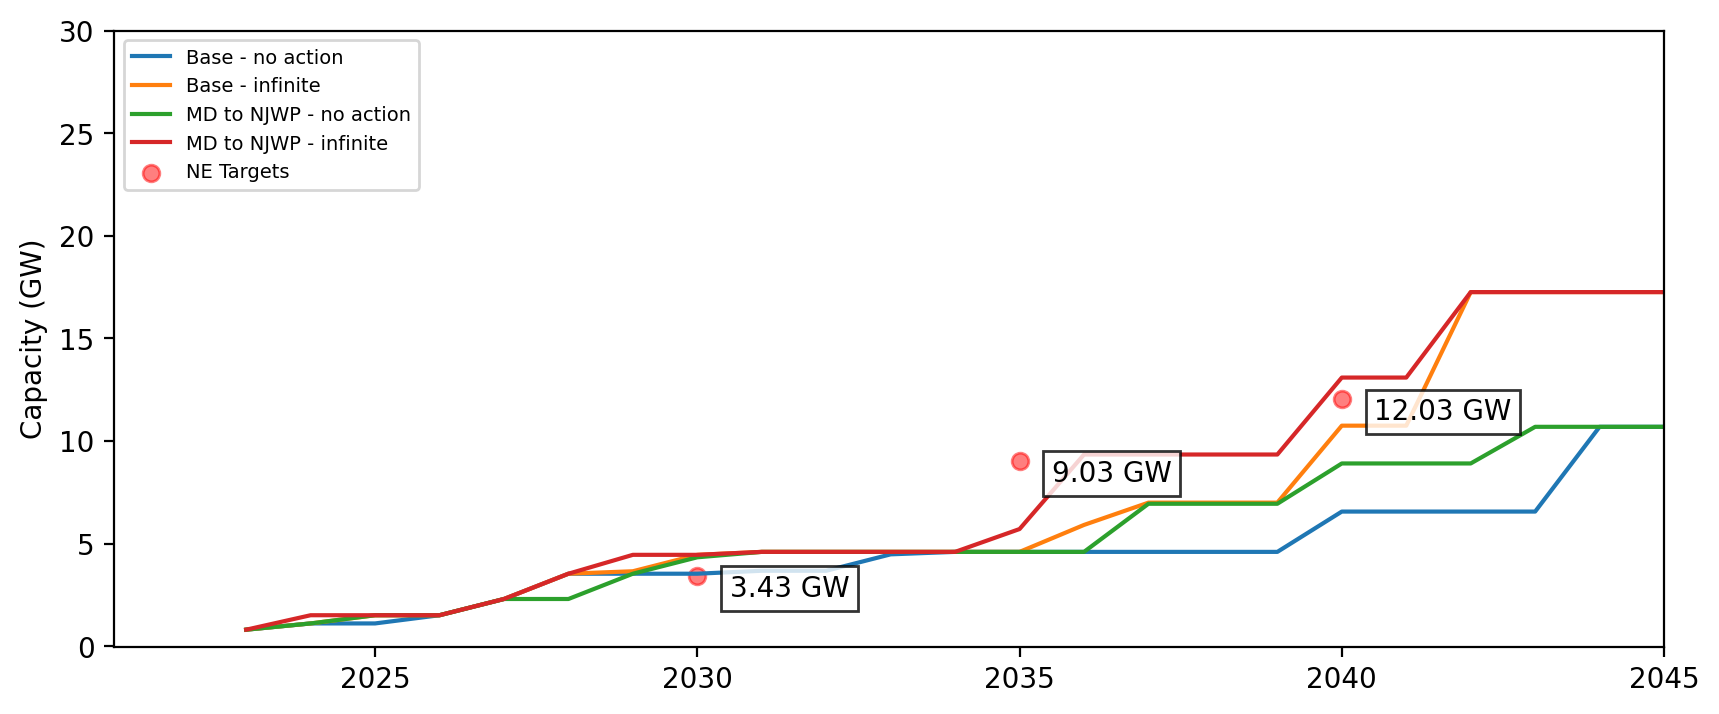 Capacity (GW)
30
25
20
15
10
5
0
Base - no action
Base - infinite
MD to NJWP - no action
MD to NJWP - infinite
NE Targets
3.43 GW
9.03 GW
12.03 GW
2025
2030
2035
2040
2045